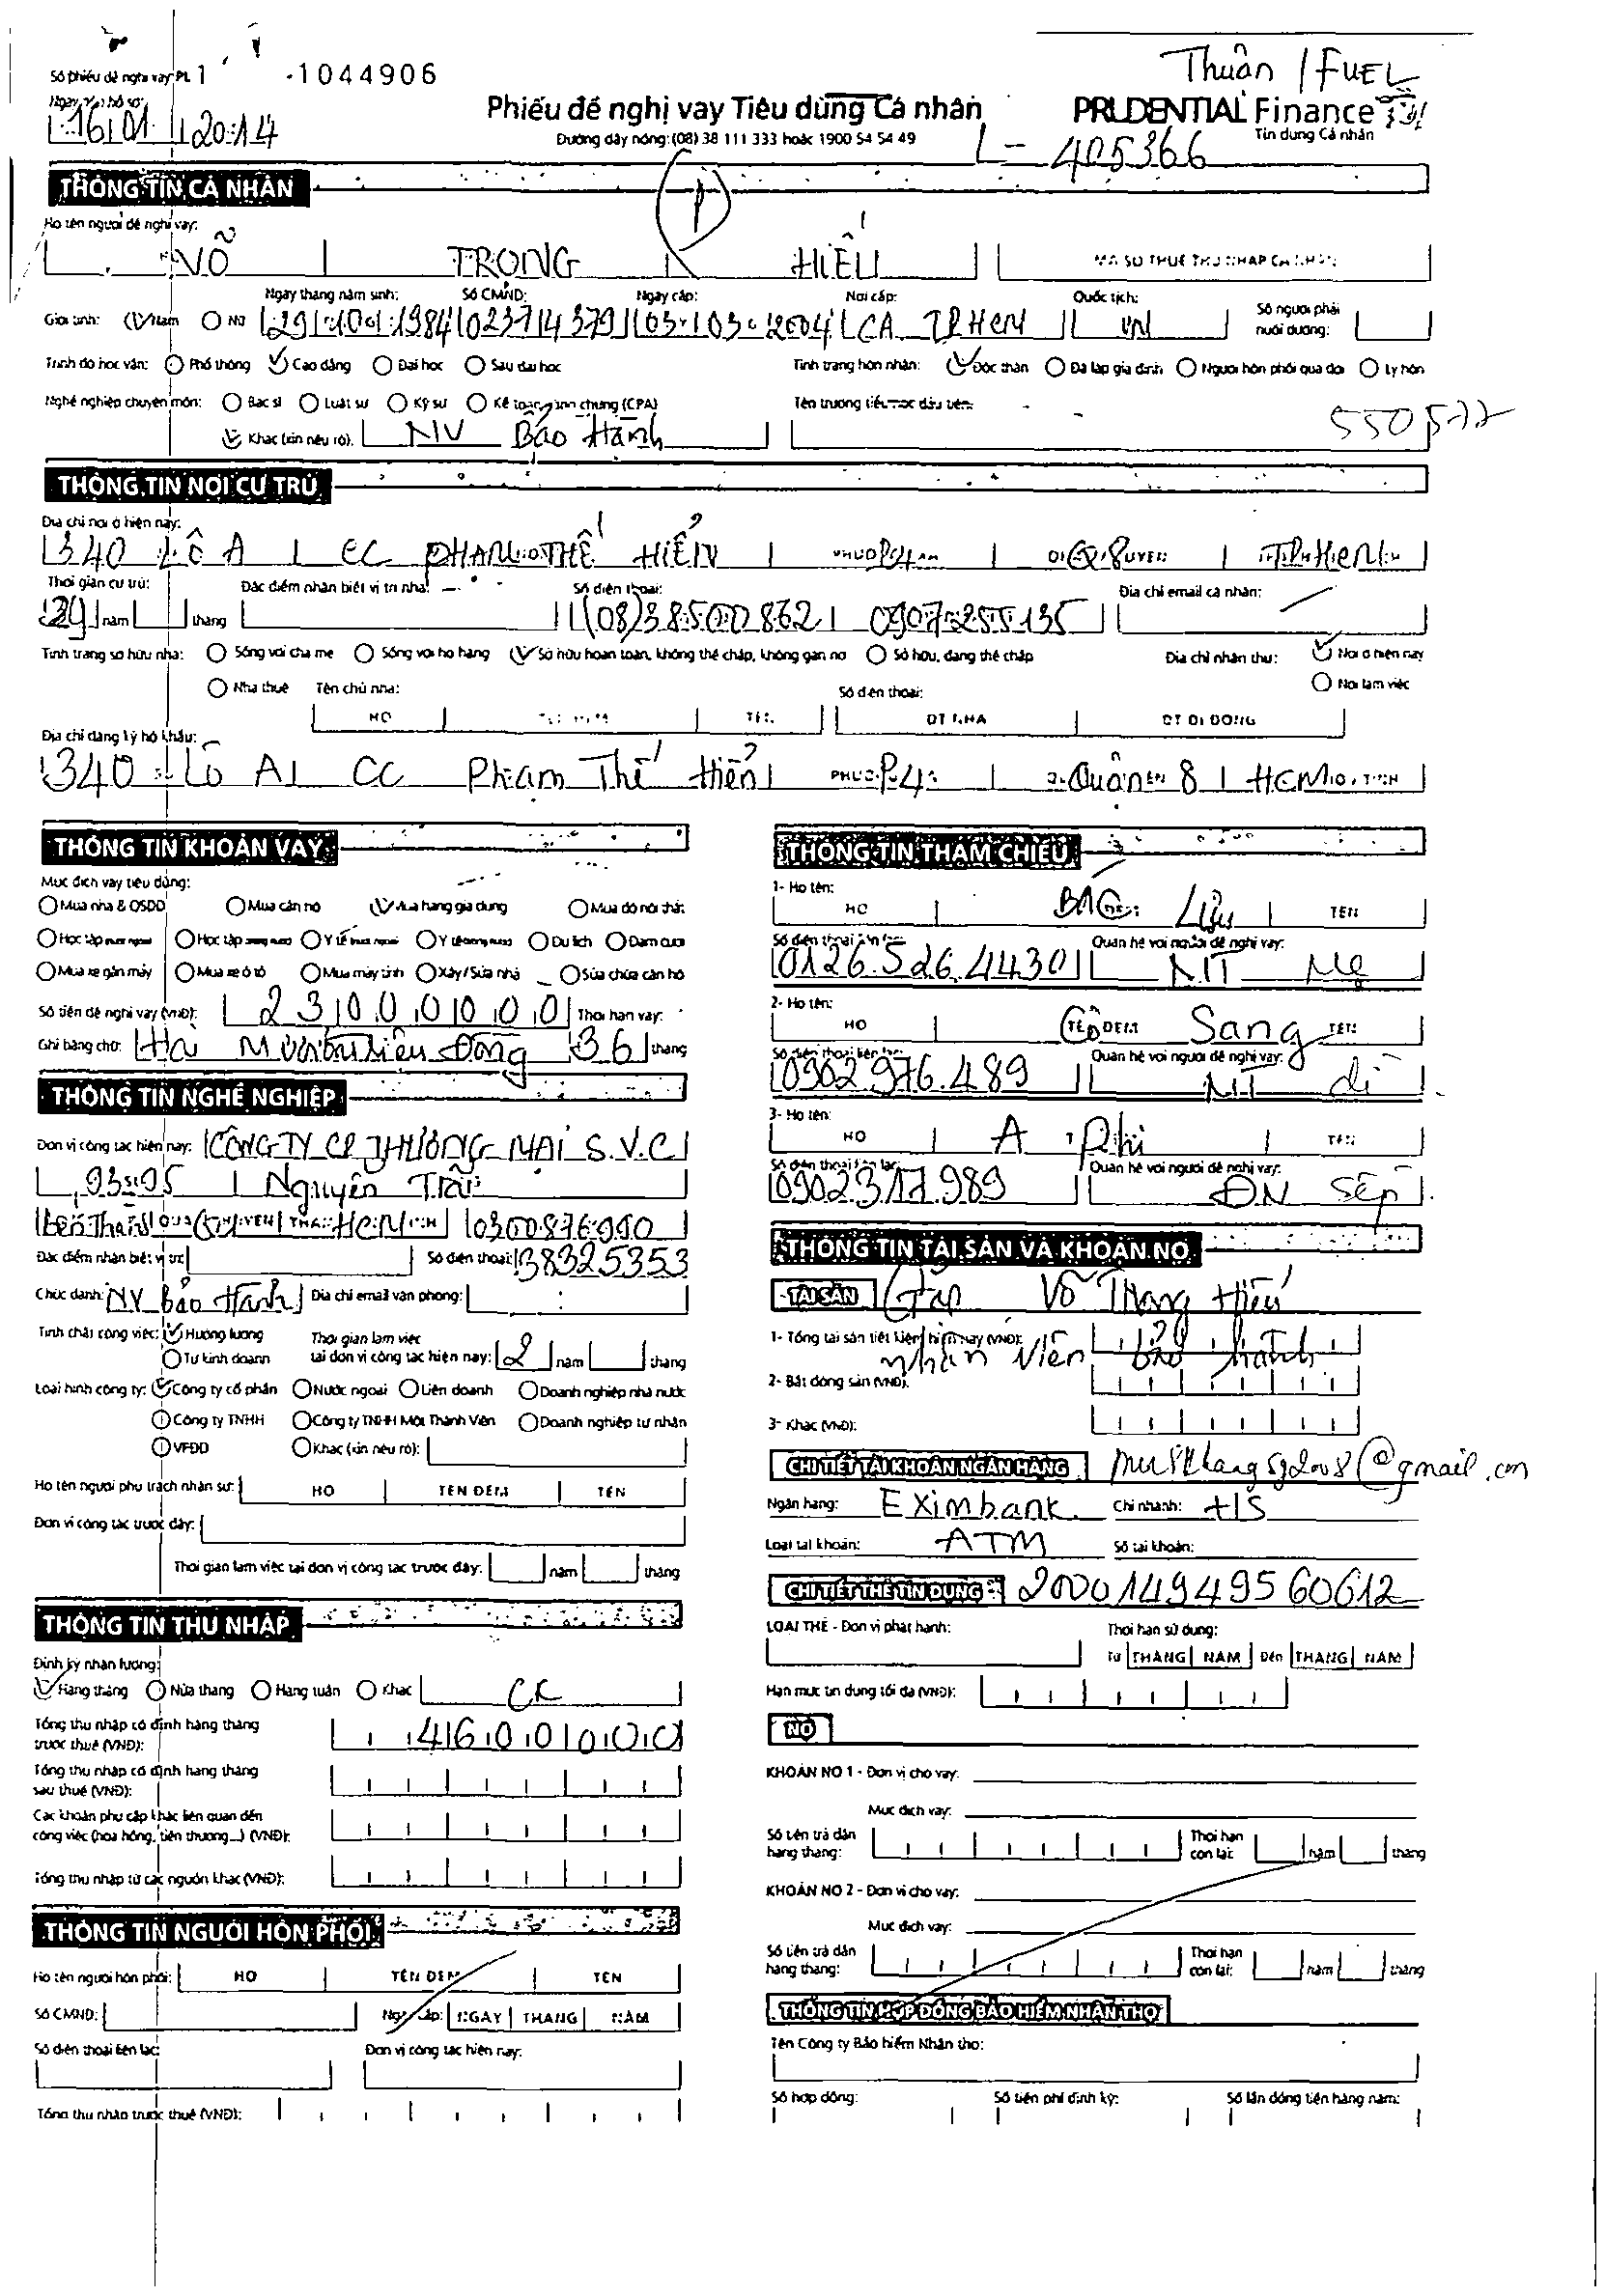 Thuân / FUEL
Số phiếu đề nghị vay PL 1 1044906
Ngày nộp hồ sơ:
16 01 2014
Phiếu đề nghị vay Tiêu dùng Cá nhân
PRUDENTIAL Finance
Tín dụng Cá nhân
Đường dây nóng: (08) 38 111 333 hoặc 1900 54 54 49
L - 405366
THÔNG TIN CÁ NHÂN
Họ tên người đề nghị vay:
VÕ TRỌNG HIẾU MÃ SỐ THUẾ THU NHẬP CÁ NHÂN
Ngày tháng năm sinh: Số CMND: Ngày cấp: Nơi cấp: Quốc tịch: Số người phải nuôi dưỡng:
Giới tính: Nam Nữ 29 10 1984 023714379 03 03 2004 CA TPHCM VN
Trình độ học vấn: Phổ thông Cao đẳng Đại học Sau đại học Tình trạng hôn nhân: Độc thân Đã lập gia đình Người hôn phối qua đời Ly hôn
Nghề nghiệp chuyên môn: Bác sĩ Luật sư Kỹ sư Kế toán công chứng (CPA) Tên trường tiểu học đầu tiên:
Khác (xin nêu rõ): NV Bảo Hành
THÔNG TIN NƠI CƯ TRÚ
Địa chỉ nơi ở hiện nay:
340 LÔ A CC PHẠM THẾ HIỂN P4 Q8 TPHCM
Thời gian cư trú: Đặc điểm nhận biết vị trí nhà: Số điện thoại: Địa chỉ email cá nhân:
29 năm tháng (08)38500862 0907255135
Tình trạng sở hữu nhà: Sống với cha mẹ Sống với họ hàng Sở hữu hoàn toàn, không thế chấp, không gán nợ Sở hữu, đang thế chấp Địa chỉ nhận thư: Nơi ở hiện nay
Nhà thuê Tên chủ nhà: Số điện thoại: Nơi làm việc
HỌ TÊN ĐỆM TÊN ĐT NHÀ ĐT DI ĐỘNG
Địa chỉ đăng ký hộ khẩu:
340 Lô A CC Phạm Thế Hiển P4 Quận 8 HCM
THÔNG TIN KHOẢN VAY
Mục đích vay tiêu dùng:
Mua nhà & QSDĐ Mua căn hộ Mua hàng gia dụng Mua đồ nội thất
Học tập nước ngoài Học tập trong nước Y tế nước ngoài Y tế trong nước Du lịch Đám cưới
Mua xe gắn máy Mua xe ô tô Mua máy tính Xây/Sửa nhà Sửa chữa căn hộ
Số tiền đề nghị vay (VNĐ): 23000000 Thời hạn vay:
Ghi bằng chữ: Hai Mươi ba triệu Đồng 36 tháng
THÔNG TIN NGHỀ NGHIỆP
Đơn vị công tác hiện nay: CÔNG TY CP THƯƠNG MẠI S.V.C
Nguyễn Trãi
Bến Thành HCM 0300876990
Đặc điểm nhận biết vị trí: Số điện thoại: 38325353
Chức danh: NV Bảo Hành Địa chỉ email văn phòng:
Tính chất công việc: Hưởng lương Thời gian làm việc
Tự kinh doanh tại đơn vị công tác hiện nay: 2 năm tháng
Loại hình công ty: Công ty cổ phần Nước ngoài Liên doanh Doanh nghiệp nhà nước
Công ty TNHH Công ty TNHH Một Thành Viên Doanh nghiệp tư nhân
VPĐD Khác (xin nêu rõ):
Họ tên người phụ trách nhân sự: HỌ TÊN ĐỆM TÊN
Đơn vị công tác trước đây:
Thời gian làm việc tại đơn vị công tác trước đây: năm tháng
THÔNG TIN THU NHẬP
Định kỳ nhận lương:
Hàng tháng Nửa tháng Hàng tuần Khác CK
Tổng thu nhập cố định hàng tháng
trước thuế (VNĐ): 4600000
Tổng thu nhập cố định hàng tháng
sau thuế (VNĐ):
Các khoản phụ cấp khác liên quan đến
công việc (hoa hồng, tiền thưởng...) (VNĐ):
Tổng thu nhập từ các nguồn khác (VNĐ):
THÔNG TIN NGƯỜI HÔN PHỐI
Họ tên người hôn phối: HỌ TÊN ĐỆM TÊN
Số CMND: Ngày cấp: NGÀY THÁNG NĂM
Số điện thoại liên lạc: Đơn vị công tác hiện nay:
Tổng thu nhập trước thuế (VNĐ):
THÔNG TIN THAM CHIẾU
1- Họ tên: HỌ BÁC Liễu TÊN
Số điện thoại liên lạc: Quan hệ với người đề nghị vay:
0126.526.4430 NT Mẹ
2- Họ tên: HỌ CÔ Sang TÊN
Số điện thoại liên lạc: Quan hệ với người đề nghị vay:
0902 976.489 NT dì
3- Họ tên: HỌ A Phi TÊN
Số điện thoại liên lạc: Quan hệ với người đề nghị vay:
0902317.989 ĐN Sếp
THÔNG TIN TÀI SẢN VÀ KHOẢN NỢ
TÀI SẢN Gặp Võ Trọng Hiếu
1- Tổng tài sản tiết kiệm hiện nay (VNĐ):
nhân viên bảo hành
2- Bất động sản (VNĐ):
3- Khác (VNĐ):
CHI TIẾT TÀI KHOẢN NGÂN HÀNG
Ngân hàng: Eximbank Chi nhánh: HS
Loại tài khoản: ATM Số tài khoản:
CHI TIẾT THẺ TÍN DỤNG 200014949560612
LOẠI THẺ - Đơn vị phát hành: Thời hạn sử dụng:
Từ THÁNG NĂM Đến THÁNG NĂM
Hạn mức tín dụng tối đa (VNĐ):
NỢ
KHOẢN NỢ 1 - Đơn vị cho vay:
Mục đích vay:
Số tiền trả dần hàng tháng: Thời hạn còn lại: năm tháng
KHOẢN NỢ 2 - Đơn vị cho vay:
Mục đích vay:
Số tiền trả dần hàng tháng: Thời hạn còn lại: năm tháng
THÔNG TIN HỢP ĐỒNG BẢO HIỂM NHÂN THỌ
Tên Công ty Bảo hiểm Nhân thọ:
Số hợp đồng: Số tiền phí định kỳ: Số lần đóng tiền hàng năm: